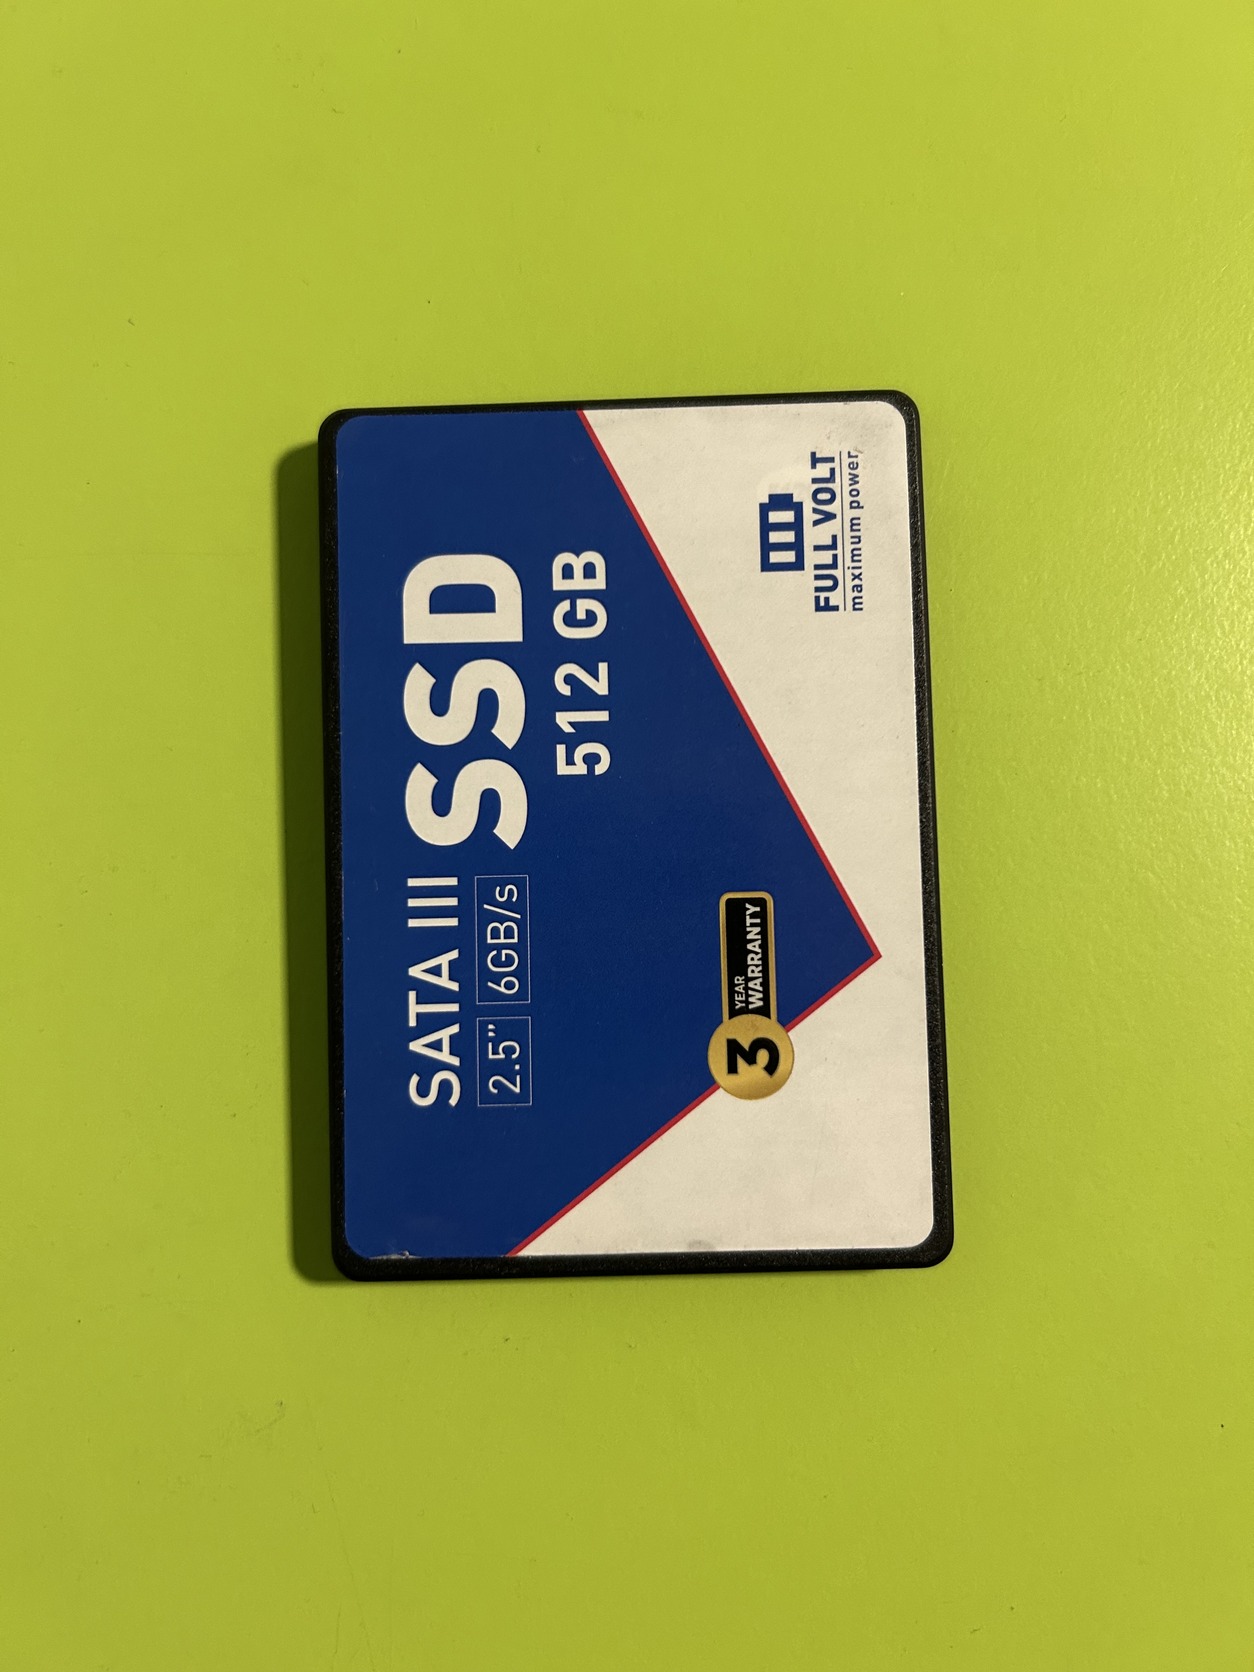 SATA III SSD
2.5" 6GB/s
512 GB
3 YEAR
WARRANTY
FULL VOLT
maximum power